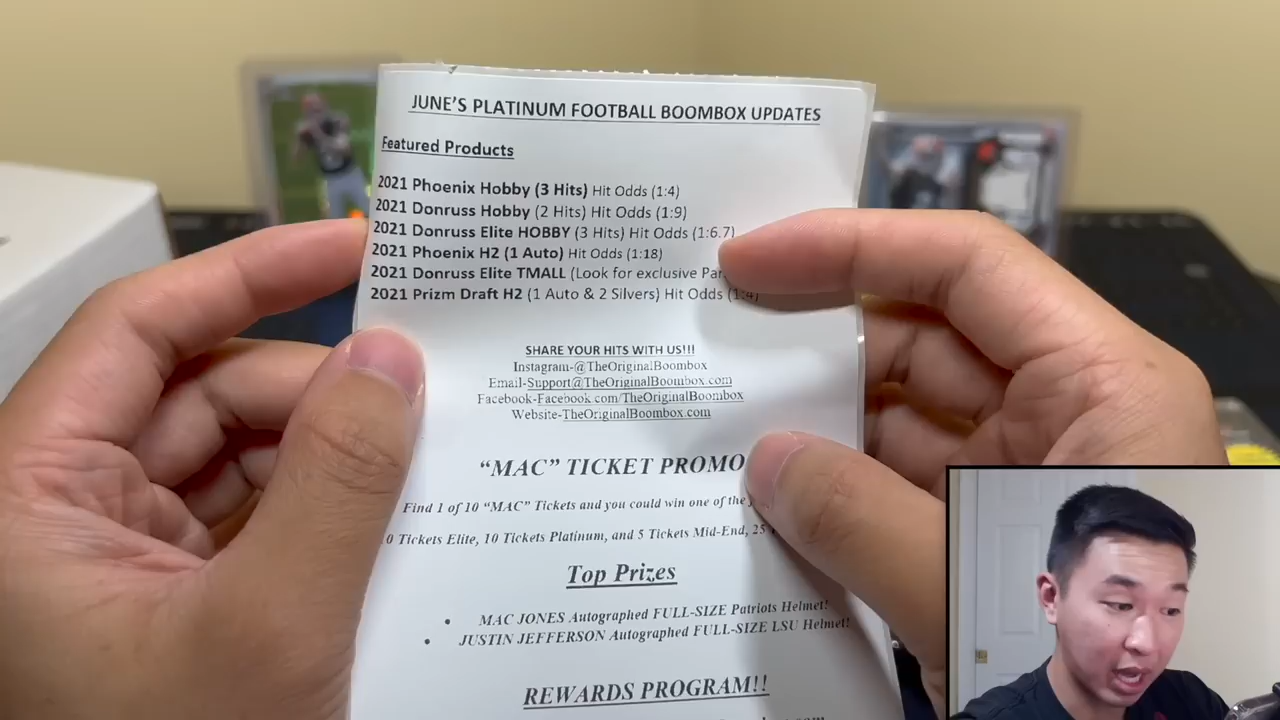 JUNE'S PLATINUM FOOTBALL BOOMBOX UPDATES
Featured Products
2021 Phoenix Hobby (3 Hits) Hit Odds (1:4)
2021 Donruss Hobby (2 Hits) Hit Odds (1:9)
2021 Donruss Elite HOBBY (3 Hits) Hit Odds (1:6.7)
2021 Phoenix H2 (1 Auto) Hit Odds (1:18)
2021 Donruss Elite TMALL (Look for exclusive Par
2021 Prizm Draft H2 (1 Auto & 2 Silvers) Hit Odds (1:4)
SHARE YOUR HITS WITH US!!!
Instagram-@TheOriginalBoombox
Email-Support@TheOriginalBoombox.com
Facebook-Facebook.com/TheOriginalBoombox
Website-TheOriginalBoombox.com
"MAC" TICKET PROMO
Find 1 of 10 "MAC" Tickets and you could win one of the
0 Tickets Elite, 10 Tickets Platinum, and 5 Tickets Mid-End, 25
Top Prizes
• MAC JONES Autographed FULL-SIZE Patriots Helmet!
• JUSTIN JEFFERSON Autographed FULL-SIZE LSU Helmet!
REWARDS PROGRAM!!